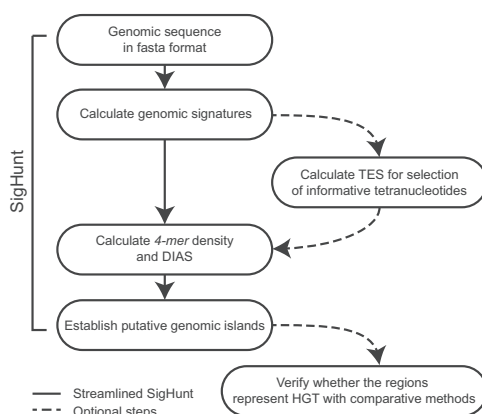 Genomic sequence
in fasta format
Calculate genomic signatures
SigHunt
Calculate TES for selection
of informative tetranucleotides
Calculate 4-mer density
and DIAS
Establish putative genomic islands
Verify whether the regions
represent HGT with comparative methods
Streamlined SigHunt
Optional steps